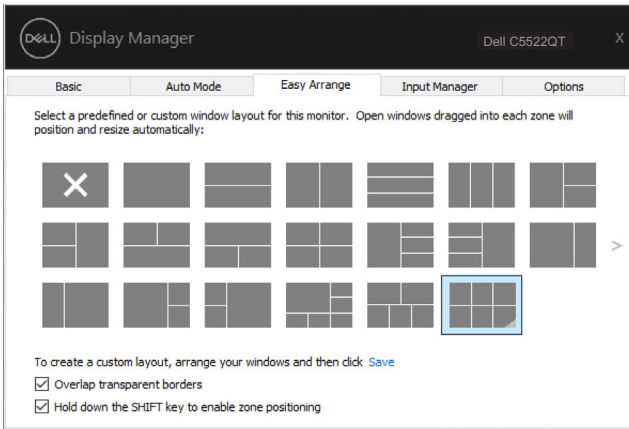 DELL Display Manager Dell C5522QT X
Basic Auto Mode Easy Arrange Input Manager Options
Select a predefined or custom window layout for this monitor. Open windows dragged into each zone will
position and resize automatically:
To create a custom layout, arrange your windows and then click Save
Overlap transparent borders
Hold down the SHIFT key to enable zone positioning